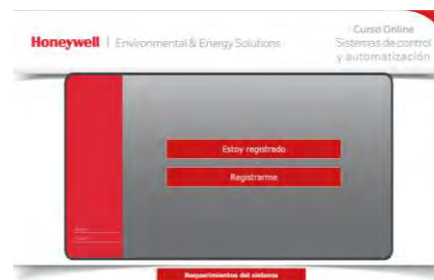 Honeywell | Environmental & Energy Solutions
Curso Online
Sistemas de control
y automatización
Estoy registrado
Registrarme
Requerimientos del sistema